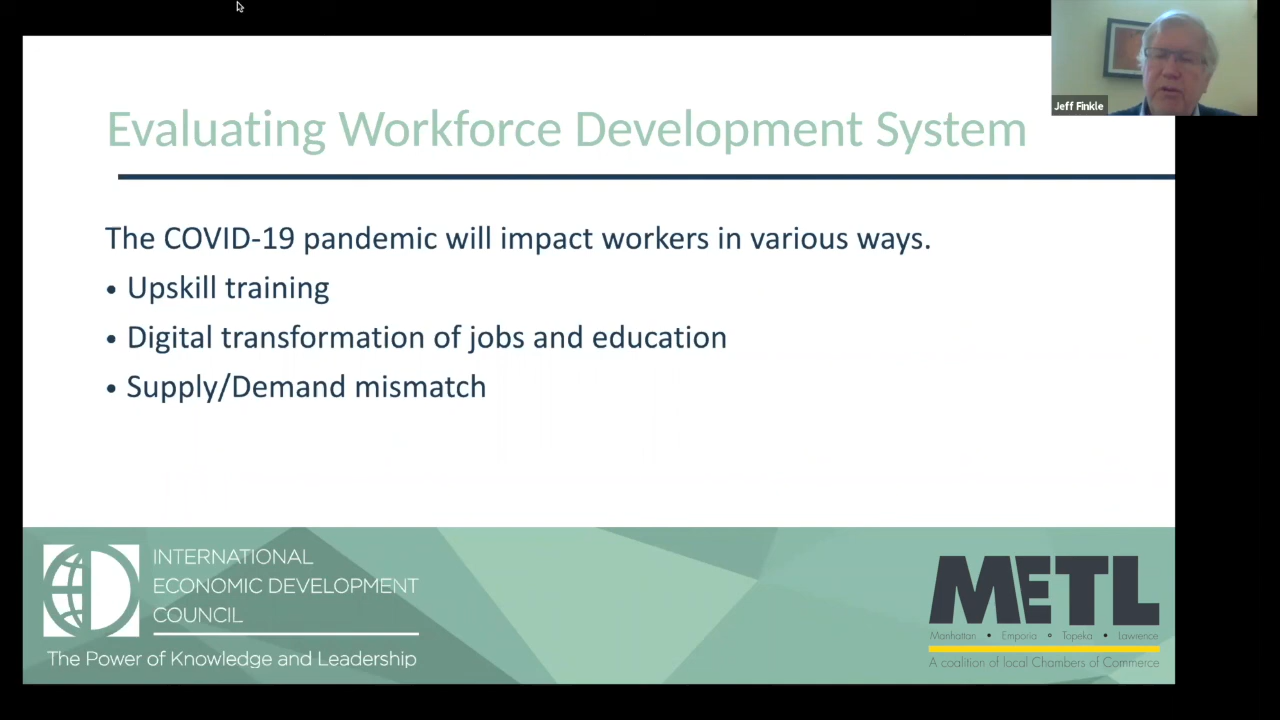 Jeff Finkle
Evaluating Workforce Development System
The COVID-19 pandemic will impact workers in various ways.
• Upskill training
• Digital transformation of jobs and education
• Supply/Demand mismatch
INTERNATIONAL
ECONOMIC DEVELOPMENT
COUNCIL
The Power of Knowledge and Leadership
METL
Manhattan • Emporia • Topeka • Lawrence
A coalition of local Chambers of Commerce